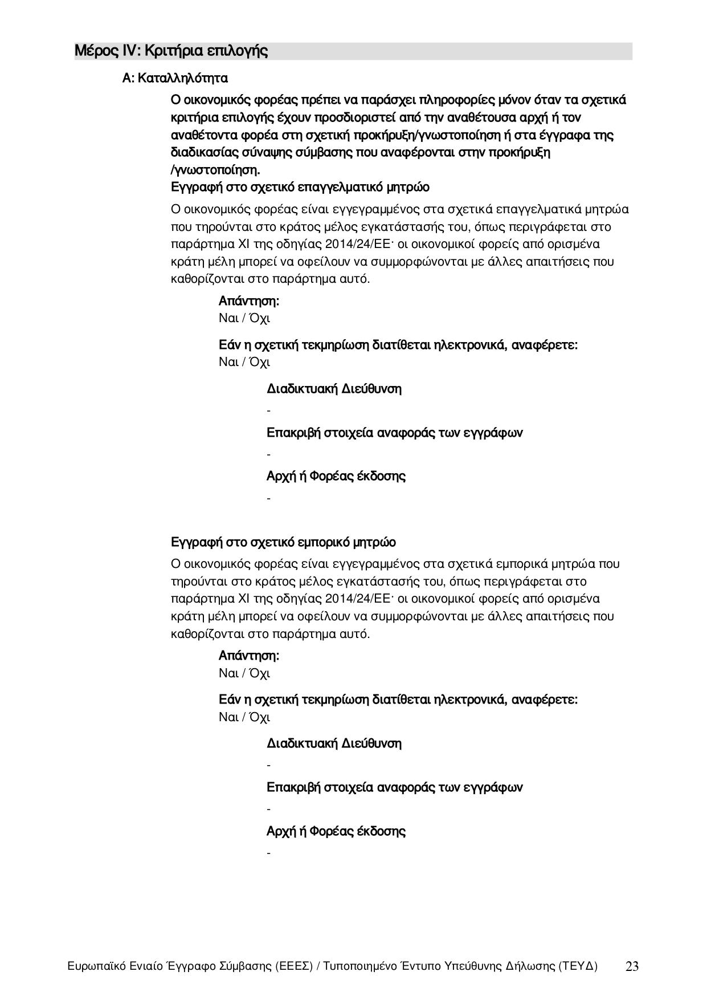 Μέρος IV: Κριτήρια επιλογής
Α: Καταλληλότητα
Ο οικονομικός φορέας πρέπει να παράσχει πληροφορίες μόνον όταν τα σχετικά
κριτήρια επιλογής έχουν προσδιοριστεί από την αναθέτουσα αρχή ή τον
αναθέτοντα φορέα στη σχετική προκήρυξη/γνωστοποίηση ή στα έγγραφα της
διαδικασίας σύναψης σύμβασης που αναφέρονται στην προκήρυξη
/γνωστοποίηση.
Εγγραφή στο σχετικό επαγγελματικό μητρώο
Ο οικονομικός φορέας είναι εγγεγραμμένος στα σχετικά επαγγελματικά μητρώα
που τηρούνται στο κράτος μέλος εγκατάστασής του, όπως περιγράφεται στο
παράρτημα XI της οδηγίας 2014/24/ΕΕ· οι οικονομικοί φορείς από ορισμένα
κράτη μέλη μπορεί να οφείλουν να συμμορφώνονται με άλλες απαιτήσεις που
καθορίζονται στο παράρτημα αυτό.
Απάντηση:
Ναι / Όχι
Εάν η σχετική τεκμηρίωση διατίθεται ηλεκτρονικά, αναφέρετε:
Ναι / Όχι
Διαδικτυακή Διεύθυνση
-
Επακριβή στοιχεία αναφοράς των εγγράφων
-
Αρχή ή Φορέας έκδοσης
-
Εγγραφή στο σχετικό εμπορικό μητρώο
Ο οικονομικός φορέας είναι εγγεγραμμένος στα σχετικά εμπορικά μητρώα που
τηρούνται στο κράτος μέλος εγκατάστασής του, όπως περιγράφεται στο
παράρτημα XI της οδηγίας 2014/24/ΕΕ· οι οικονομικοί φορείς από ορισμένα
κράτη μέλη μπορεί να οφείλουν να συμμορφώνονται με άλλες απαιτήσεις που
καθορίζονται στο παράρτημα αυτό.
Απάντηση:
Ναι / Όχι
Εάν η σχετική τεκμηρίωση διατίθεται ηλεκτρονικά, αναφέρετε:
Ναι / Όχι
Διαδικτυακή Διεύθυνση
-
Επακριβή στοιχεία αναφοράς των εγγράφων
-
Αρχή ή Φορέας έκδοσης
-
Ευρωπαϊκό Ενιαίο Έγγραφο Σύμβασης (ΕΕΕΣ) / Τυποποιημένο Έντυπο Υπεύθυνης Δήλωσης (ΤΕΥΔ) 23